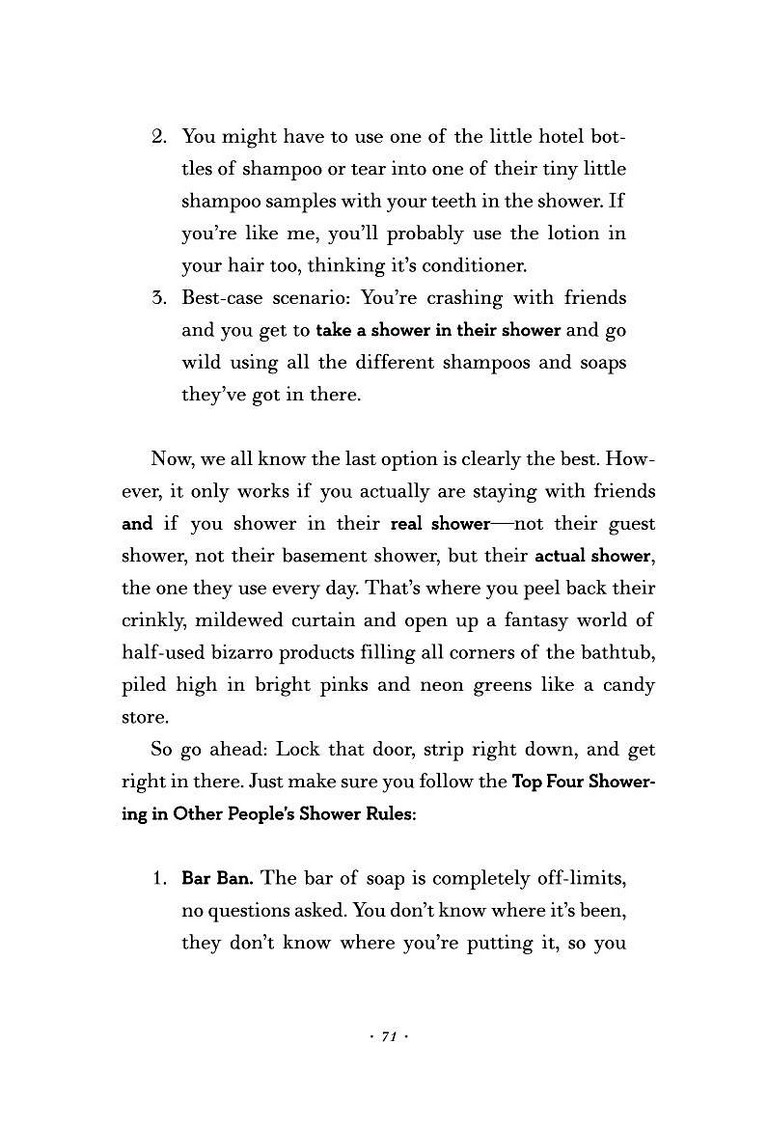 2. You might have to use one of the little hotel bot-
tles of shampoo or tear into one of their tiny little
shampoo samples with your teeth in the shower. If
you're like me, you'll probably use the lotion in
your hair too, thinking it's conditioner.
3. Best-case scenario: You're crashing with friends
and you get to take a shower in their shower and go
wild using all the different shampoos and soaps
they've got in there.
Now, we all know the last option is clearly the best. How-
ever, it only works if you actually are staying with friends
and if you shower in their real shower—not their guest
shower, not their basement shower, but their actual shower,
the one they use every day. That's where you peel back their
crinkly, mildewed curtain and open up a fantasy world of
half-used bizarro products filling all corners of the bathtub,
piled high in bright pinks and neon greens like a candy
store.
So go ahead: Lock that door, strip right down, and get
right in there. Just make sure you follow the Top Four Shower-
ing in Other People's Shower Rules:
1. Bar Ban. The bar of soap is completely off-limits,
no questions asked. You don't know where it's been,
they don't know where you're putting it, so you
· 71 ·